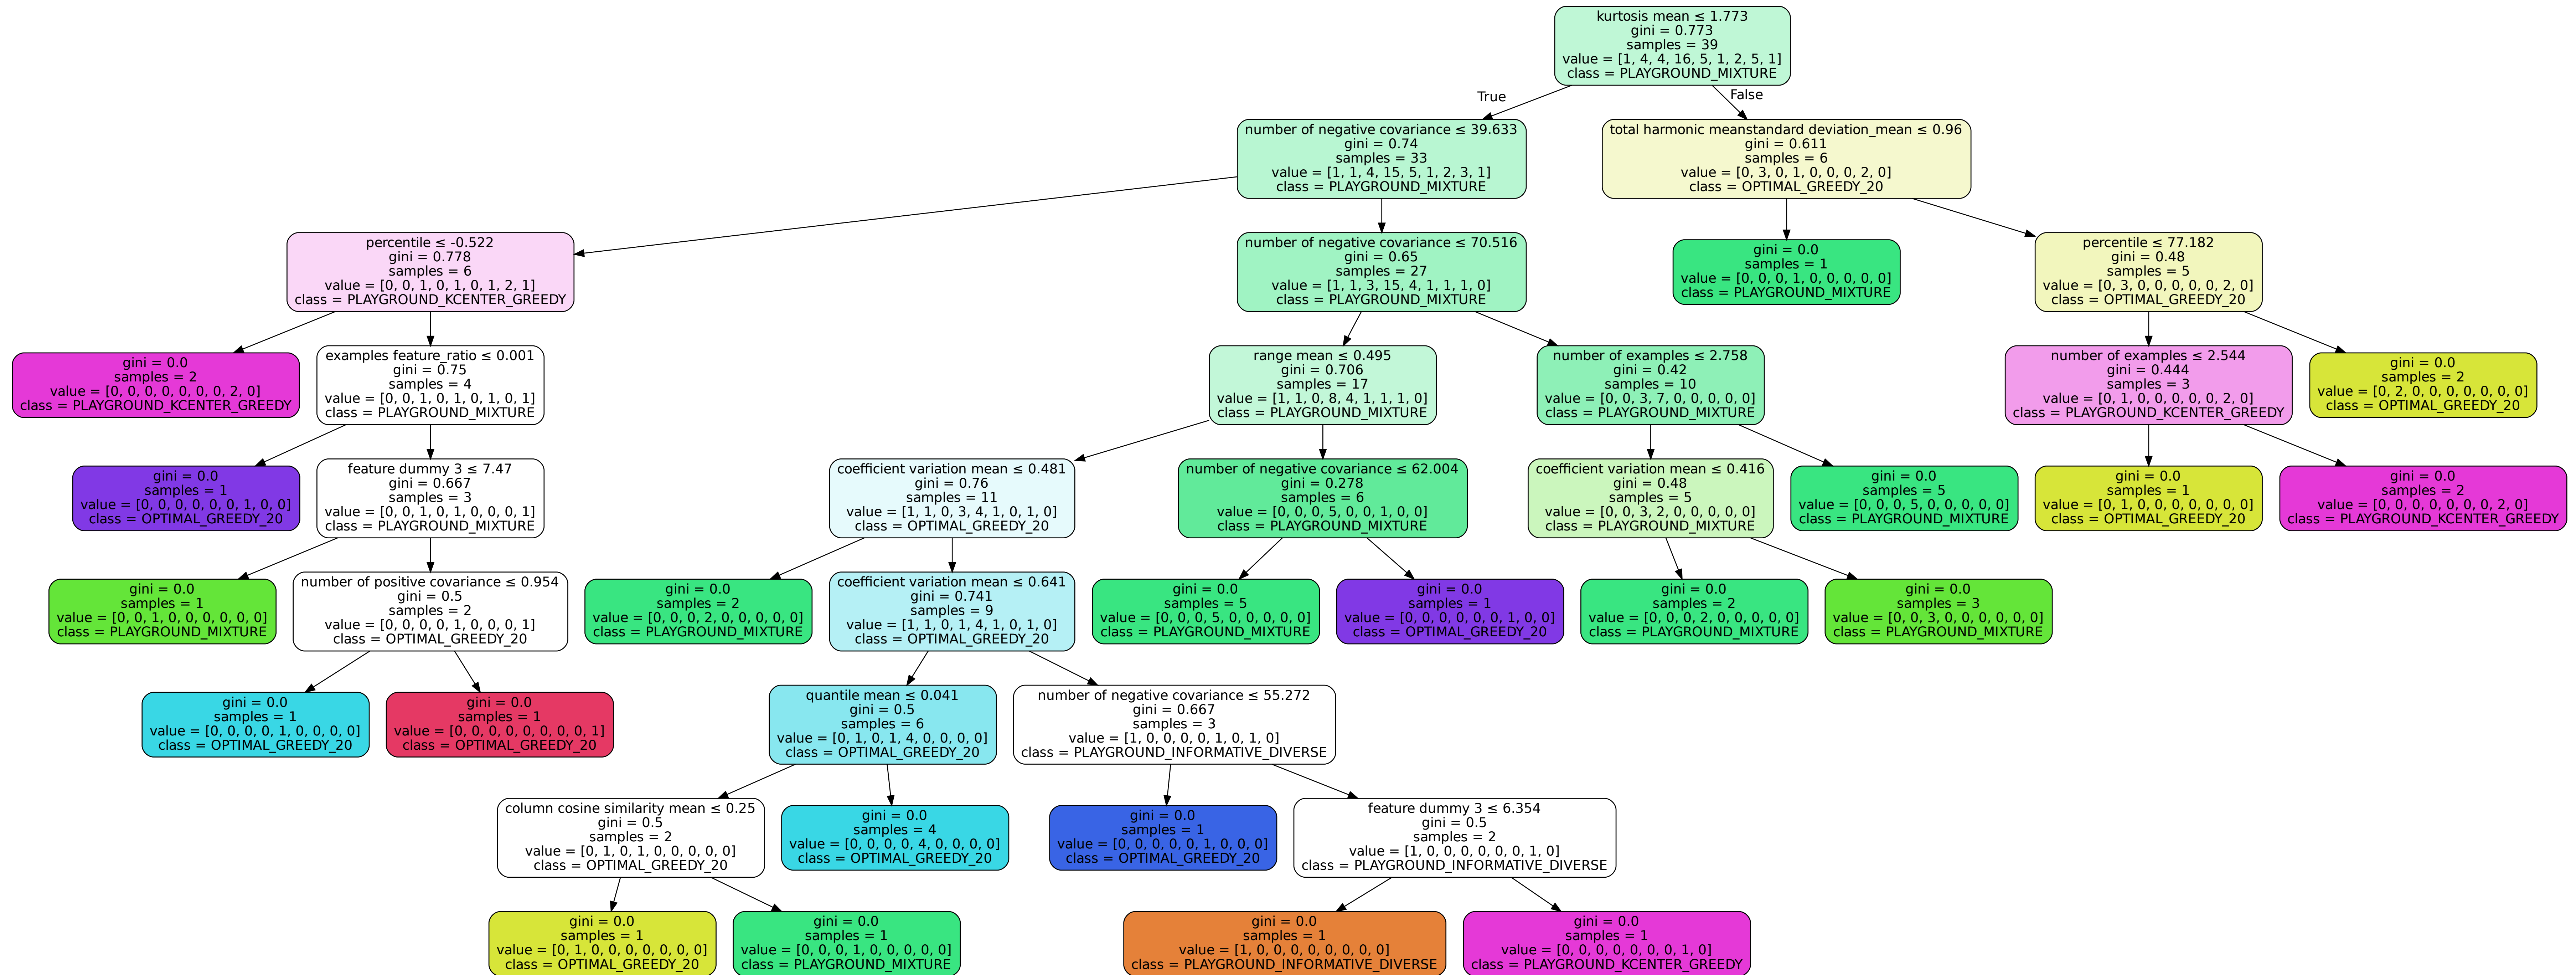 kurtosis mean ≤ 1.773
gini = 0.773
samples = 39
value = [1, 4, 4, 16, 5, 1, 2, 5, 1]
class = PLAYGROUND_MIXTURE
True
False
number of negative covariance ≤ 39.633
gini = 0.74
samples = 33
value = [1, 1, 4, 15, 5, 1, 2, 3, 1]
class = PLAYGROUND_MIXTURE
total harmonic meanstandard deviation_mean ≤ 0.96
gini = 0.611
samples = 6
value = [0, 3, 0, 1, 0, 0, 0, 2, 0]
class = OPTIMAL_GREEDY_20
percentile ≤ -0.522
gini = 0.778
samples = 6
value = [0, 0, 1, 0, 1, 0, 1, 2, 1]
class = PLAYGROUND_KCENTER_GREEDY
number of negative covariance ≤ 70.516
gini = 0.65
samples = 27
value = [1, 1, 3, 15, 4, 1, 1, 1, 0]
class = PLAYGROUND_MIXTURE
gini = 0.0
samples = 1
value = [0, 0, 0, 1, 0, 0, 0, 0, 0]
class = PLAYGROUND_MIXTURE
percentile ≤ 77.182
gini = 0.48
samples = 5
value = [0, 3, 0, 0, 0, 0, 0, 2, 0]
class = OPTIMAL_GREEDY_20
gini = 0.0
samples = 2
value = [0, 0, 0, 0, 0, 0, 0, 2, 0]
class = PLAYGROUND_KCENTER_GREEDY
examples feature_ratio ≤ 0.001
gini = 0.75
samples = 4
value = [0, 0, 1, 0, 1, 0, 1, 0, 1]
class = PLAYGROUND_MIXTURE
range mean ≤ 0.495
gini = 0.706
samples = 17
value = [1, 1, 0, 8, 4, 1, 1, 1, 0]
class = PLAYGROUND_MIXTURE
number of examples ≤ 2.758
gini = 0.42
samples = 10
value = [0, 0, 3, 7, 0, 0, 0, 0, 0]
class = PLAYGROUND_MIXTURE
number of examples ≤ 2.544
gini = 0.444
samples = 3
value = [0, 1, 0, 0, 0, 0, 0, 2, 0]
class = PLAYGROUND_KCENTER_GREEDY
gini = 0.0
samples = 2
value = [0, 2, 0, 0, 0, 0, 0, 0, 0]
class = OPTIMAL_GREEDY_20
gini = 0.0
samples = 1
value = [0, 0, 0, 0, 0, 0, 1, 0, 0]
class = OPTIMAL_GREEDY_20
feature dummy 3 ≤ 7.47
gini = 0.667
samples = 3
value = [0, 0, 1, 0, 1, 0, 0, 0, 1]
class = PLAYGROUND_MIXTURE
coefficient variation mean ≤ 0.481
gini = 0.76
samples = 11
value = [1, 1, 0, 3, 4, 1, 0, 1, 0]
class = OPTIMAL_GREEDY_20
number of negative covariance ≤ 62.004
gini = 0.278
samples = 6
value = [0, 0, 0, 5, 0, 0, 1, 0, 0]
class = PLAYGROUND_MIXTURE
coefficient variation mean ≤ 0.416
gini = 0.48
samples = 5
value = [0, 0, 3, 2, 0, 0, 0, 0, 0]
class = PLAYGROUND_MIXTURE
gini = 0.0
samples = 5
value = [0, 0, 0, 5, 0, 0, 0, 0, 0]
class = PLAYGROUND_MIXTURE
gini = 0.0
samples = 1
value = [0, 1, 0, 0, 0, 0, 0, 0, 0]
class = OPTIMAL_GREEDY_20
gini = 0.0
samples = 2
value = [0, 0, 0, 0, 0, 0, 0, 2, 0]
class = PLAYGROUND_KCENTER_GREEDY
gini = 0.0
samples = 1
value = [0, 0, 1, 0, 0, 0, 0, 0, 0]
class = PLAYGROUND_MIXTURE
number of positive covariance ≤ 0.954
gini = 0.5
samples = 2
value = [0, 0, 0, 0, 1, 0, 0, 0, 1]
class = OPTIMAL_GREEDY_20
gini = 0.0
samples = 2
value = [0, 0, 0, 2, 0, 0, 0, 0, 0]
class = PLAYGROUND_MIXTURE
coefficient variation mean ≤ 0.641
gini = 0.741
samples = 9
value = [1, 1, 0, 1, 4, 1, 0, 1, 0]
class = OPTIMAL_GREEDY_20
gini = 0.0
samples = 5
value = [0, 0, 0, 5, 0, 0, 0, 0, 0]
class = PLAYGROUND_MIXTURE
gini = 0.0
samples = 1
value = [0, 0, 0, 0, 0, 0, 1, 0, 0]
class = OPTIMAL_GREEDY_20
gini = 0.0
samples = 2
value = [0, 0, 0, 2, 0, 0, 0, 0, 0]
class = PLAYGROUND_MIXTURE
gini = 0.0
samples = 3
value = [0, 0, 3, 0, 0, 0, 0, 0, 0]
class = PLAYGROUND_MIXTURE
gini = 0.0
samples = 1
value = [0, 0, 0, 0, 1, 0, 0, 0, 0]
class = OPTIMAL_GREEDY_20
gini = 0.0
samples = 1
value = [0, 0, 0, 0, 0, 0, 0, 0, 1]
class = OPTIMAL_GREEDY_20
quantile mean ≤ 0.041
gini = 0.5
samples = 6
value = [0, 1, 0, 1, 4, 0, 0, 0, 0]
class = OPTIMAL_GREEDY_20
number of negative covariance ≤ 55.272
gini = 0.667
samples = 3
value = [1, 0, 0, 0, 0, 1, 0, 1, 0]
class = PLAYGROUND_INFORMATIVE_DIVERSE
column cosine similarity mean ≤ 0.25
gini = 0.5
samples = 2
value = [0, 1, 0, 1, 0, 0, 0, 0, 0]
class = OPTIMAL_GREEDY_20
gini = 0.0
samples = 4
value = [0, 0, 0, 0, 4, 0, 0, 0, 0]
class = OPTIMAL_GREEDY_20
gini = 0.0
samples = 1
value = [0, 0, 0, 0, 0, 1, 0, 0, 0]
class = OPTIMAL_GREEDY_20
feature dummy 3 ≤ 6.354
gini = 0.5
samples = 2
value = [1, 0, 0, 0, 0, 0, 0, 1, 0]
class = PLAYGROUND_INFORMATIVE_DIVERSE
gini = 0.0
samples = 1
value = [0, 1, 0, 0, 0, 0, 0, 0, 0]
class = OPTIMAL_GREEDY_20
gini = 0.0
samples = 1
value = [0, 0, 0, 1, 0, 0, 0, 0, 0]
class = PLAYGROUND_MIXTURE
gini = 0.0
samples = 1
value = [1, 0, 0, 0, 0, 0, 0, 0, 0]
class = PLAYGROUND_INFORMATIVE_DIVERSE
gini = 0.0
samples = 1
value = [0, 0, 0, 0, 0, 0, 0, 1, 0]
class = PLAYGROUND_KCENTER_GREEDY